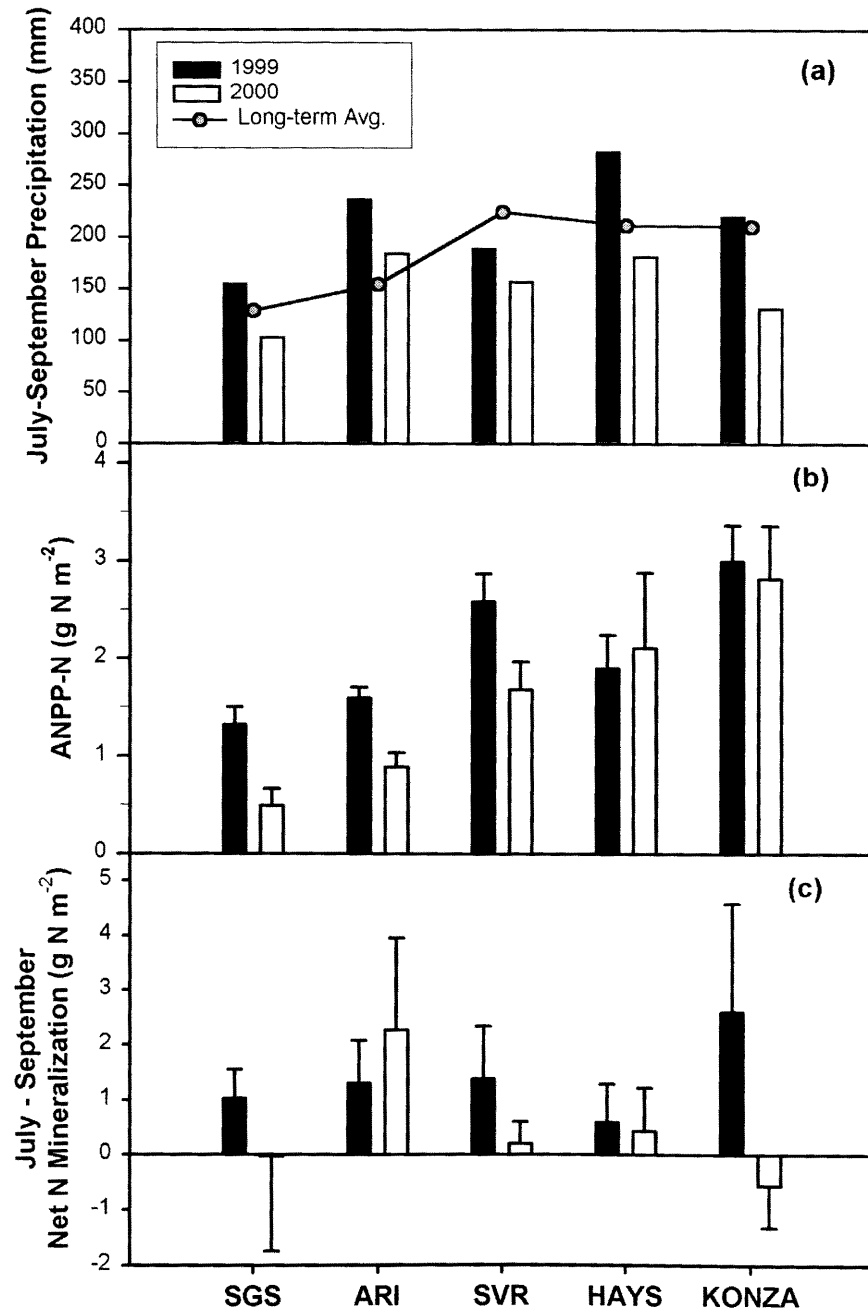 July-September Precipitation (mm)
400
350
300
250
200
150
100
50
0
1999
2000
Long-term Avg.
(a)
ANPP-N (g N m-2)
4
3
2
1
0
(b)
July - September
Net N Mineralization (g N m-2)
5
4
3
2
1
0
-1
-2
(c)
SGS ARI SVR HAYS KONZA